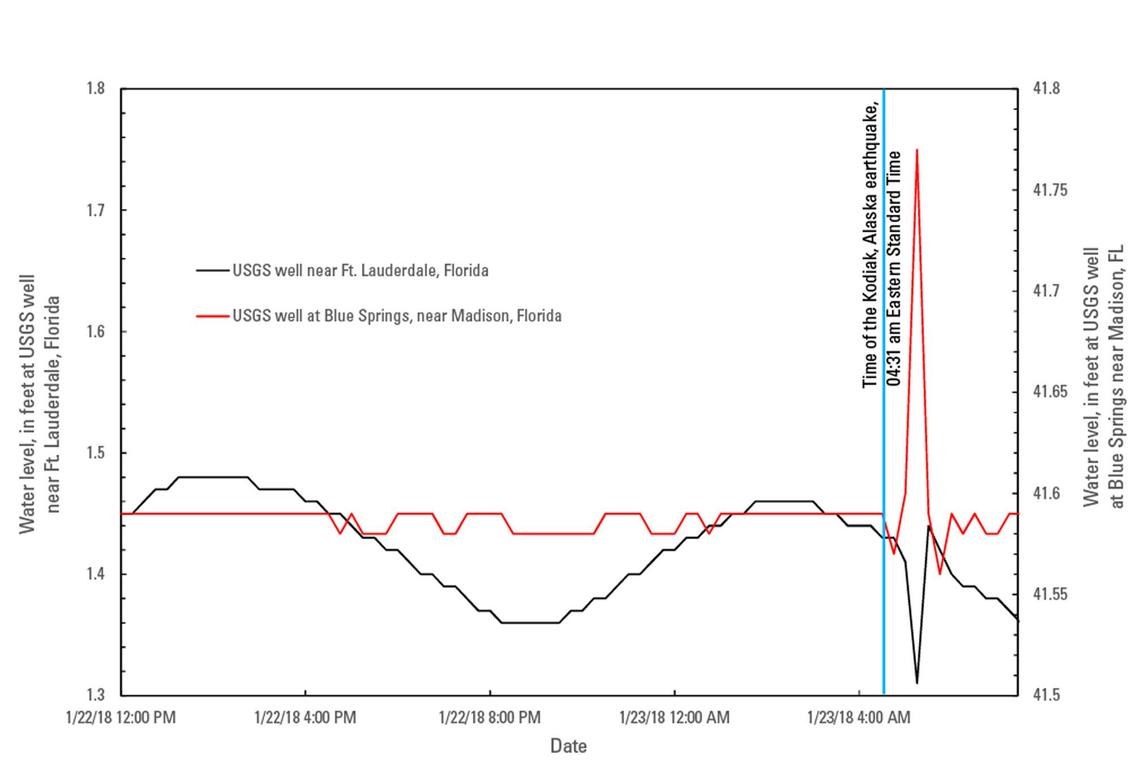 1.8
1.7
1.6
1.5
1.4
1.3
Water level, in feet at USGS well
near Ft. Lauderdale, Florida
USGS well near Ft. Lauderdale, Florida
USGS well at Blue Springs, near Madison, Florida
Time of the Kodiak, Alaska earthquake,
04:31 am Eastern Standard Time
41.8
41.75
41.7
41.65
41.6
41.55
41.5
Water level, in feet at USGS well
at Blue Springs near Madison, FL
1/22/18 12:00 PM
1/22/18 4:00 PM
1/22/18 8:00 PM
1/23/18 12:00 AM
1/23/18 4:00 AM
Date